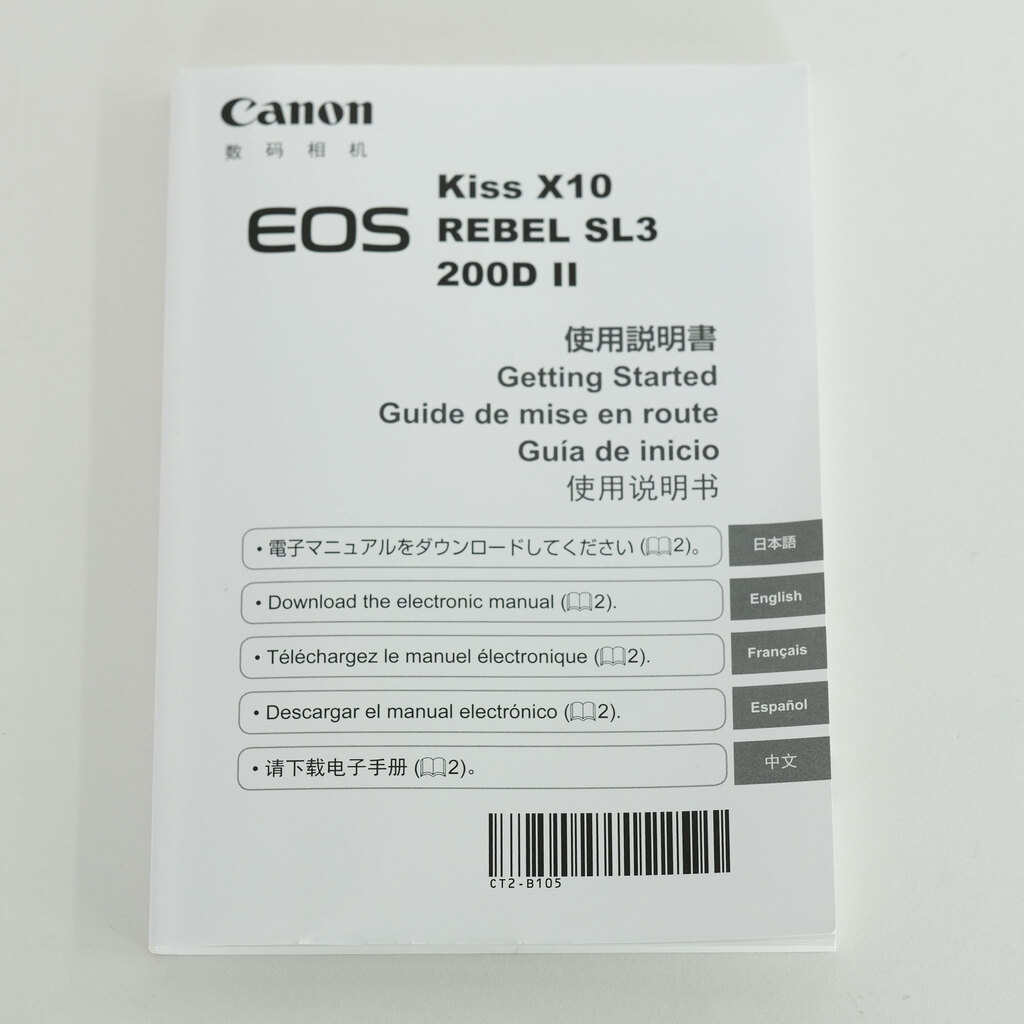 Canon
数码相机
EOS
Kiss X10
REBEL SL3
200D II
使用説明書
Getting Started
Guide de mise en route
Guía de inicio
使用说明书
・電子マニュアルをダウンロードしてください (📖2)。 日本語
• Download the electronic manual (📖2). English
• Téléchargez le manuel électronique (📖2). Français
• Descargar el manual electrónico (📖2). Español
• 请下载电子手册 (📖2)。 中文
CT2-B105